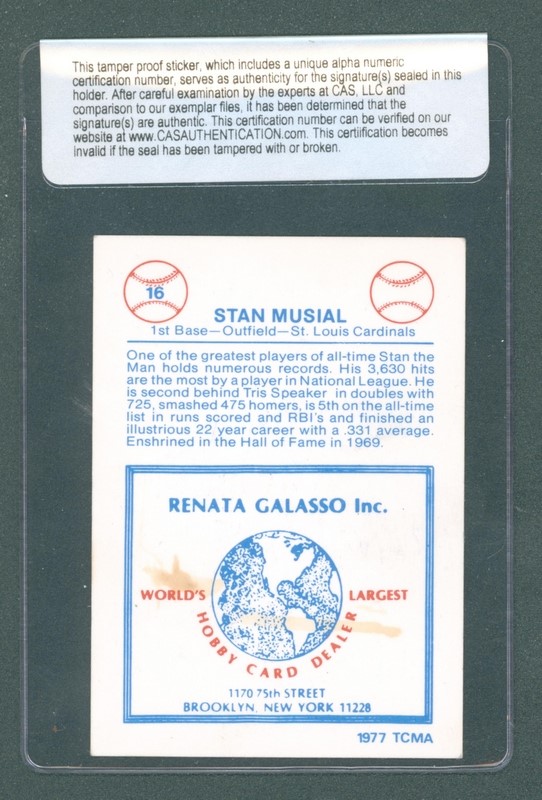 This tamper proof sticker, which includes a unique alpha numeric
certification number, serves as authenticity for the signature(s) sealed in this
holder. After careful examination by the experts at CAS, LLC and
comparison to our exemplar files, it has been determined that the
signature(s) are authentic. This certification number can be verified on our
website at www.CASAUTHENTICATION.com. This certiification becomes
invalid if the seal has been tampered with or broken.
16
STAN MUSIAL
1st Base—Outfield—St. Louis Cardinals
One of the greatest players of all-time Stan the
Man holds numerous records. His 3,630 hits
are the most by a player in National League. He
is second behind Tris Speaker in doubles with
725, smashed 475 homers, is 5th on the all-time
list in runs scored and RBI's and finished an
illustrious 22 year career with a .331 average.
Enshrined in the Hall of Fame in 1969.
RENATA GALASSO Inc.
WORLD'S LARGEST
HOBBY CARD DEALER
1170 75th STREET
BROOKLYN, NEW YORK 11228
1977 TCMA